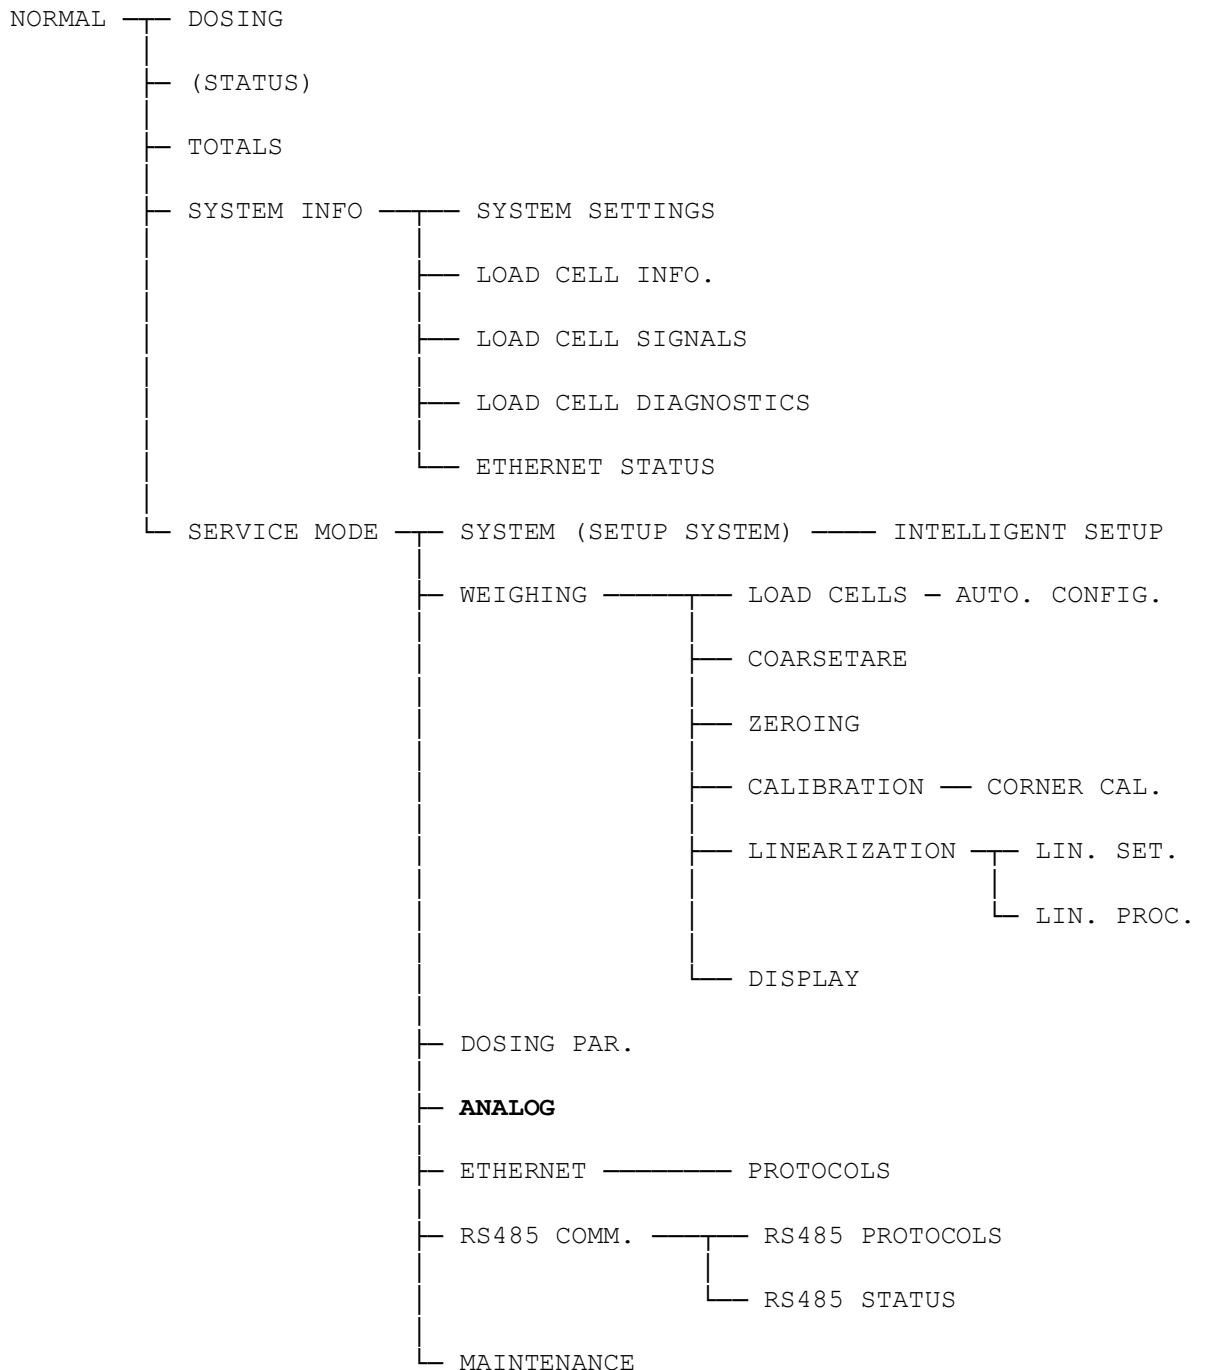 NORMAL DOSING
(STATUS)
TOTALS
SYSTEM INFO SYSTEM SETTINGS
LOAD CELL INFO.
LOAD CELL SIGNALS
LOAD CELL DIAGNOSTICS
ETHERNET STATUS
SERVICE MODE SYSTEM (SETUP SYSTEM) INTELLIGENT SETUP
WEIGHING LOAD CELLS AUTO. CONFIG.
COARSETARE
ZEROING
CALIBRATION CORNER CAL.
LINEARIZATION LIN. SET.
LIN. PROC.
DISPLAY
DOSING PAR.
ANALOG
ETHERNET PROTOCOLS
RS485 COMM. RS485 PROTOCOLS
RS485 STATUS
MAINTENANCE